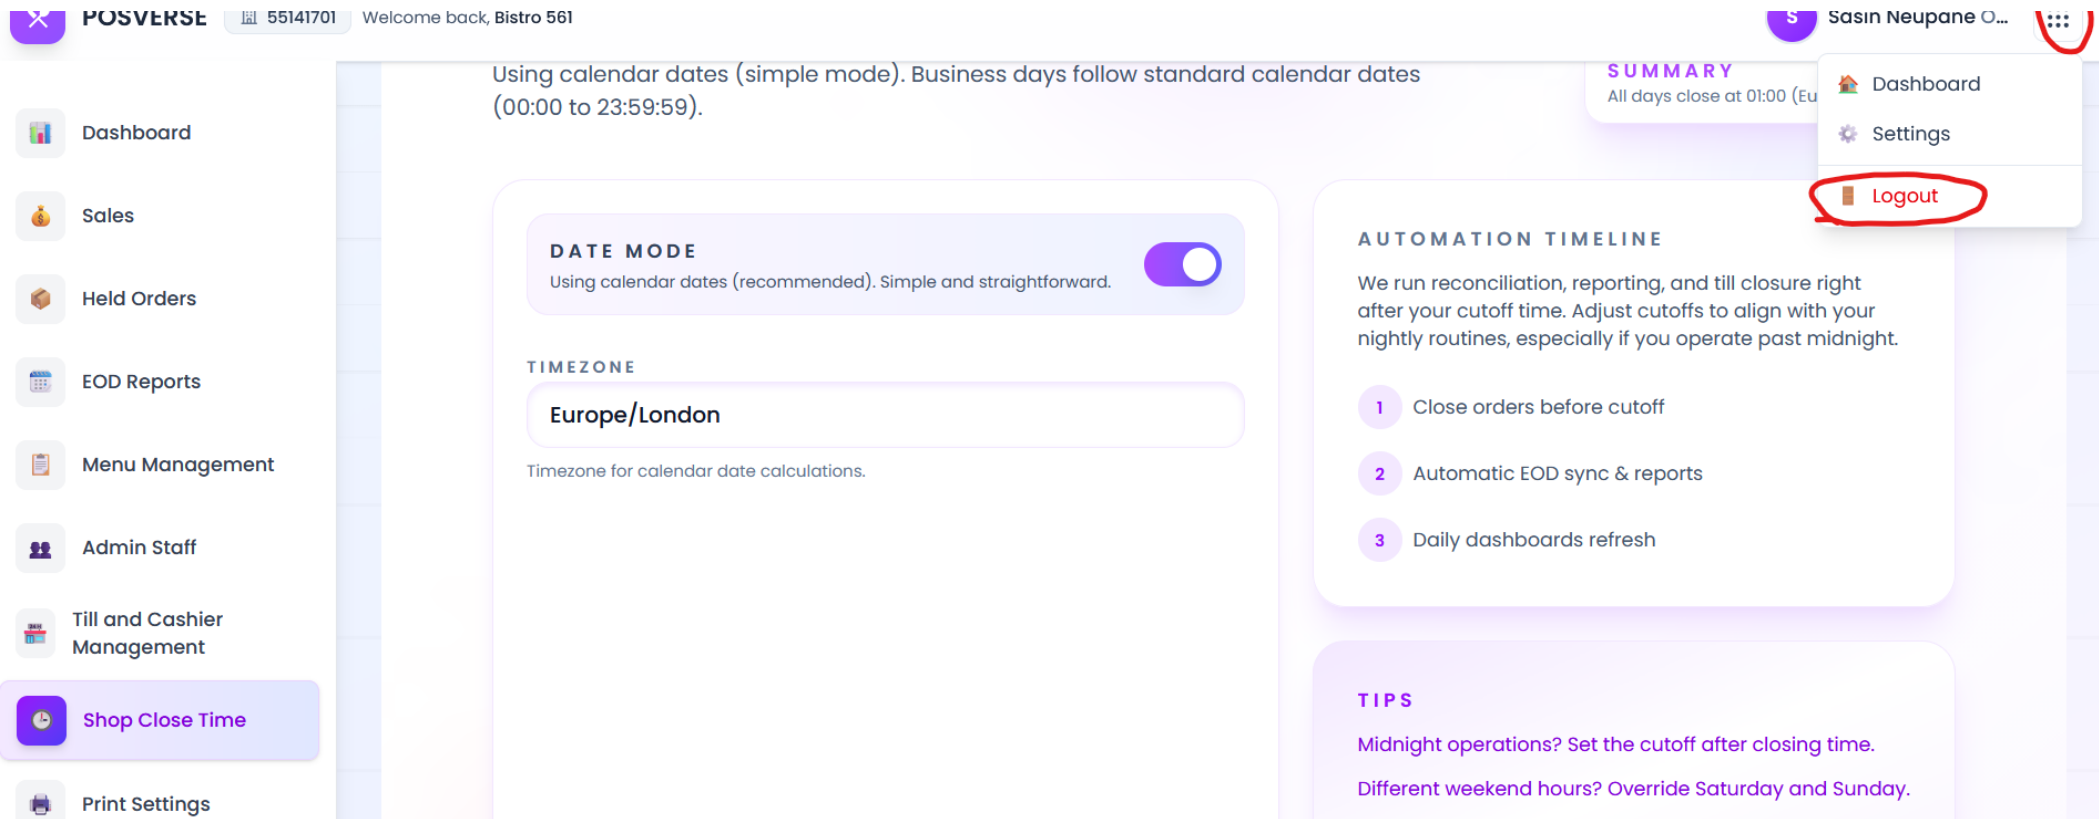 POSVERSE
55141701
Welcome back, Bistro 561
S
Sasin Neupane O...
Dashboard
Settings
Logout
Dashboard
Sales
Held Orders
EOD Reports
Menu Management
Admin Staff
Till and Cashier
Management
Shop Close Time
Print Settings
Using calendar dates (simple mode). Business days follow standard calendar dates
(00:00 to 23:59:59).
SUMMARY
All days close at 01:00 (Eu
DATE MODE
Using calendar dates (recommended). Simple and straightforward.
TIMEZONE
Europe/London
Timezone for calendar date calculations.
AUTOMATION TIMELINE
We run reconciliation, reporting, and till closure right
after your cutoff time. Adjust cutoffs to align with your
nightly routines, especially if you operate past midnight.
1 Close orders before cutoff
2 Automatic EOD sync & reports
3 Daily dashboards refresh
TIPS
Midnight operations? Set the cutoff after closing time.
Different weekend hours? Override Saturday and Sunday.